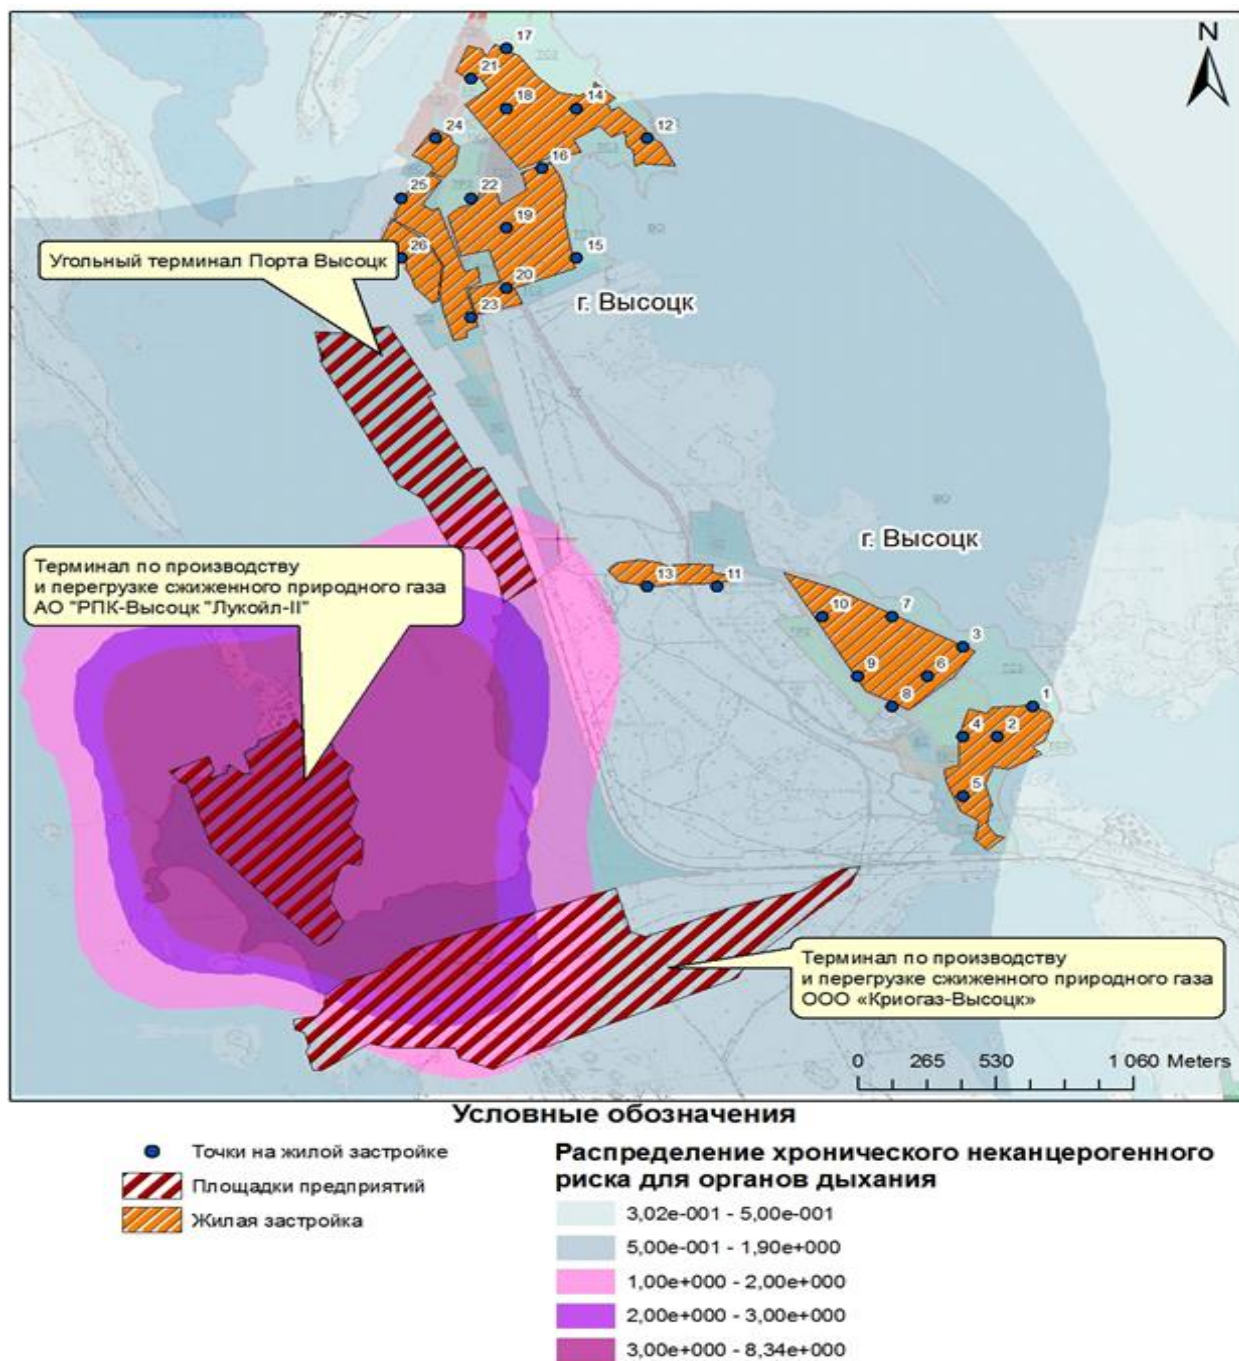 N
17
21
18
14
24
12
16
25
22
19
26
15
Угольный терминал Порта Высоцк
20
г. Высоцк
23
г. Высоцк
Терминал по производству
и перегрузке сжиженного природного газа
АО "РПК-Высоцк "Лукойл-II"
13
11
10
7
3
9
6
8
1
4
2
5
Терминал по производству
и перегрузке сжиженного природного газа
ООО «Криогаз-Высоцк»
0 265 530 1 060 Meters
Условные обозначения
Точки на жилой застройке
Площадки предприятий
Жилая застройка
Распределение хронического неканцерогенного
риска для органов дыхания
3,02e-001 - 5,00e-001
5,00e-001 - 1,90e+000
1,00e+000 - 2,00e+000
2,00e+000 - 3,00e+000
3,00e+000 - 8,34e+000